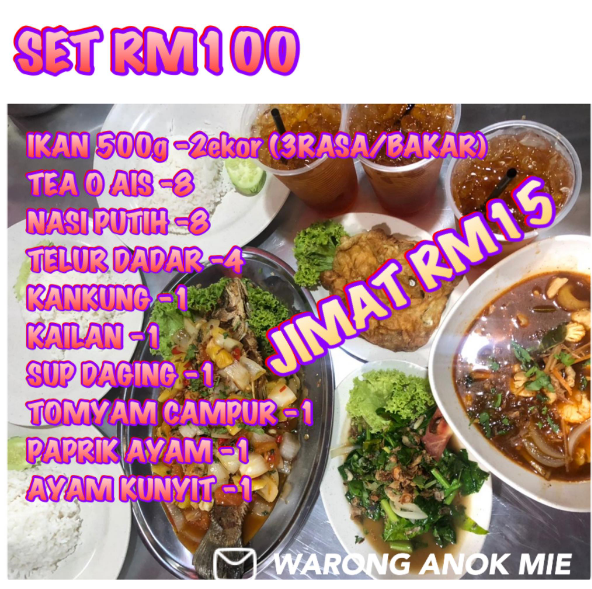 SET RM100
IKAN 500g -2ekor (3RASA/BAKAR)
TEA O AIS -8
NASI PUTIH -8
TELUR DADAR -4
KANKUNG -1
KAILAN -1
SUP DAGING -1
TOMYAM CAMPUR -1
PAPRIK AYAM -1
AYAM KUNYIT -1
JIMAT RM15
WARONG ANOK MIE